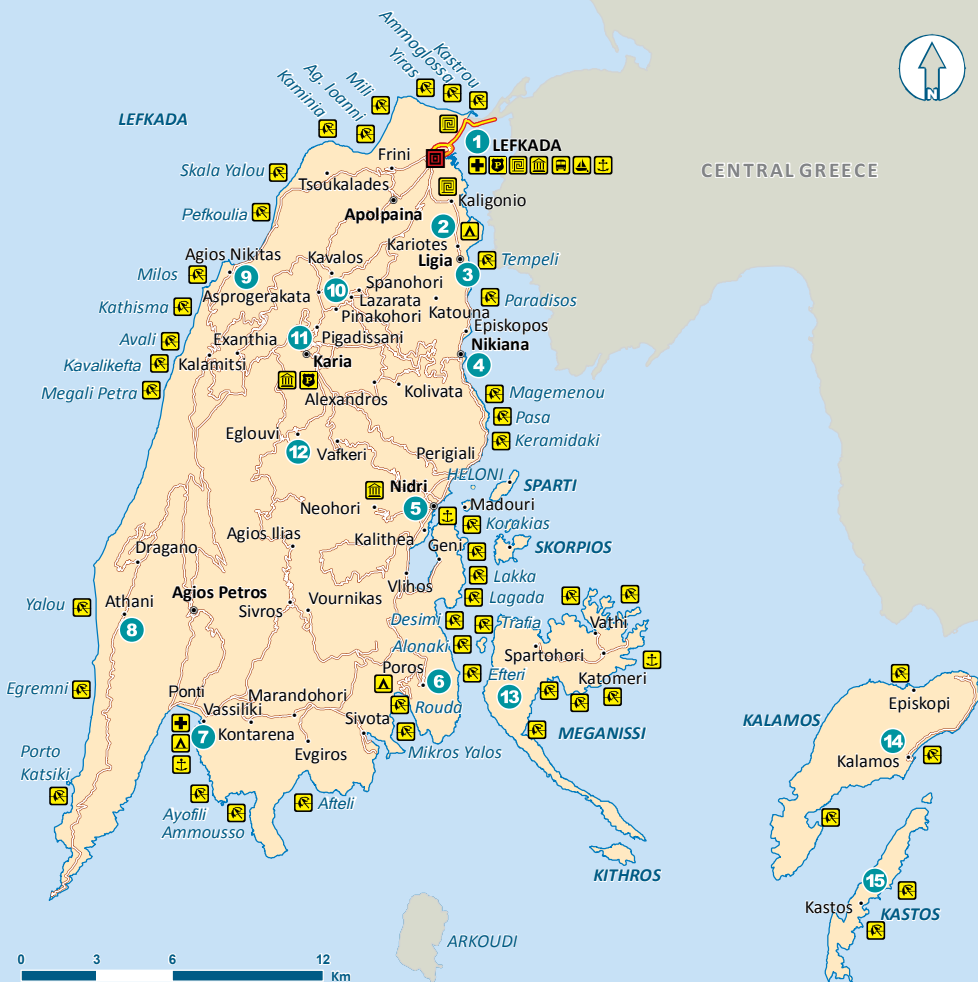 Kastrou
Ammoglossa
Yiras
Mili
Ag. Ioanni
Kaminia
LEFKADA
1
LEFKADA
N
CENTRAL GREECE
Frini
Skala Yalou
Tsoukalades
Kaligonio
Pefkoulia
Apolpaina
2
Kariotes
Agios Nikitas
Kavalos
Ligia
Tempeli
Milos
9
3
Spanohori
10
Asprogerakata
Lazarata
Paradisos
Kathisma
Pinakohori
Katouna
Episkopos
Avali
Exanthia
11
Pigadissani
Nikiana
Kavalikefta
Kalamitsi
Karia
4
Megali Petra
Alexandros
Kolivata
Magemenou
Pasa
Eglouvi
Keramidaki
12
Vafkeri
Perigiali
HELONI
SPARTI
Nidri
Neohori
5
Madouri
Korakias
Agios Ilias
Kalithea
Geni
SKORPIOS
Dragano
Lakka
Vlihos
Agios Petros
Lagada
Yalou
Athani
Sivros
Vournikas
Desimi
Trafia
Vathi
8
Alonaki
Spartohori
Poros
Efteri
Katomeri
Egremni
6
Ponti
Marandohori
13
Episkopi
Vassiliki
Rouda
Sivota
KALAMOS
7
Kontarena
MEGANISSI
14
Porto
Katsiki
Evgiros
Mikros Yalos
Kalamos
Afteli
Ayofili
Ammousso
KITHROS
15
Kastos
KASTOS
ARKOUDI
0 3 6 12
Km